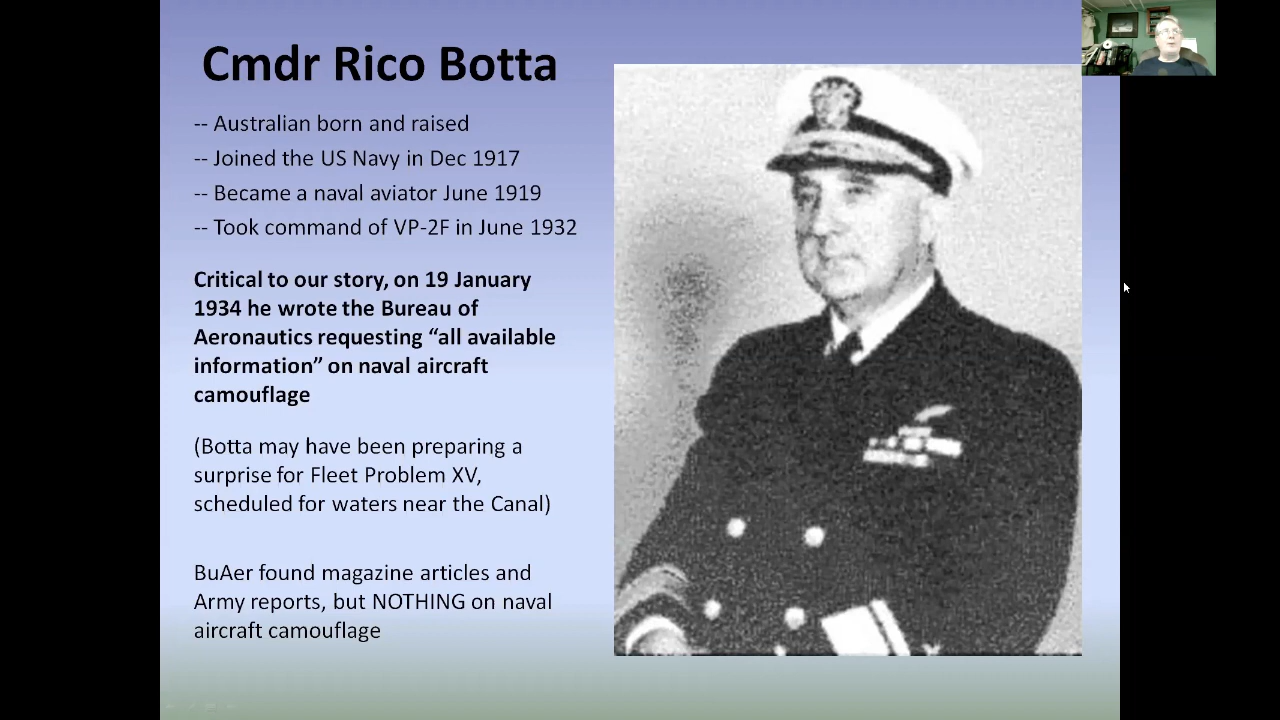 Cmdr Rico Botta
-- Australian born and raised
-- Joined the US Navy in Dec 1917
-- Became a naval aviator June 1919
-- Took command of VP-2F in June 1932
Critical to our story, on 19 January
1934 he wrote the Bureau of
Aeronautics requesting “all available
information” on naval aircraft
camouflage
(Botta may have been preparing a
surprise for Fleet Problem XV,
scheduled for waters near the Canal)
BuAer found magazine articles and
Army reports, but NOTHING on naval
aircraft camouflage